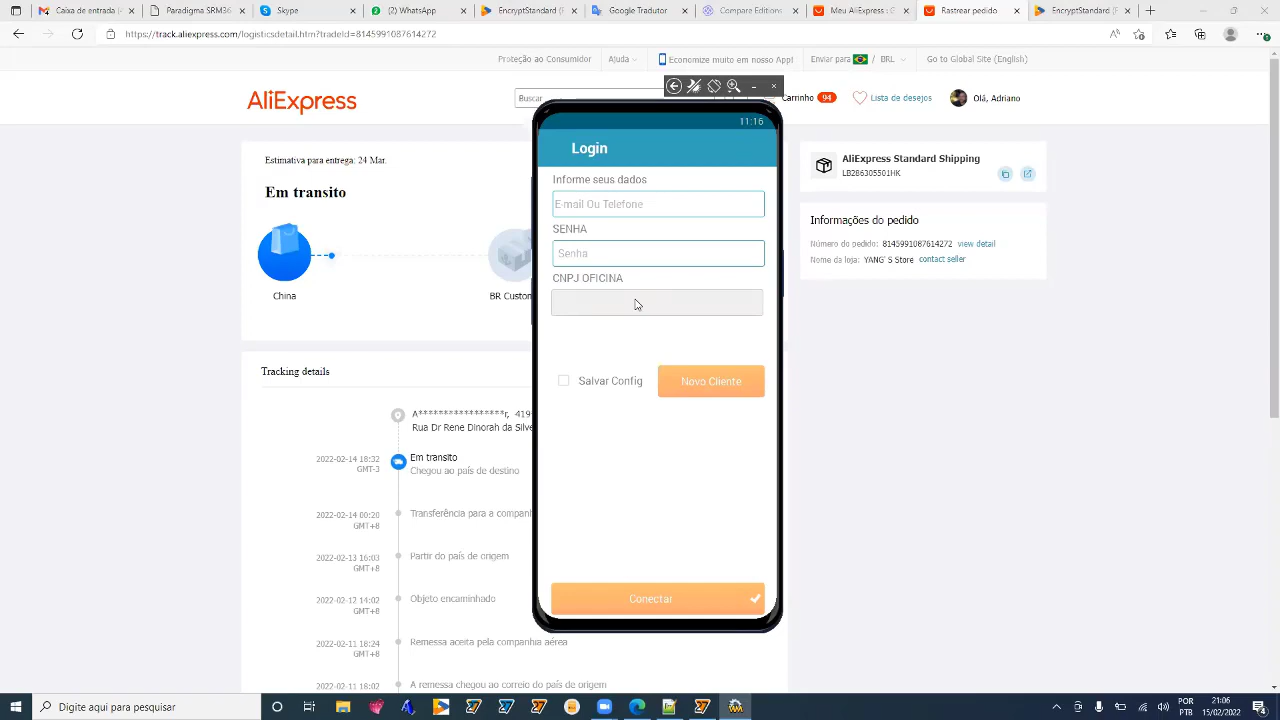 Caixa de entrada (4
Paradigma SRM36
Skype
(2) WhatsApp
EncryptStandard (F
Globalização, Ofusc
Compare Editions
Meu AliExpress : G
Rastrear pedido
EncryptStandard (F
https://track.aliexpress.com/logisticsdetail.htm?tradeId=8145991087614272
Proteção ao Consumidor
Ajuda
Economize muito em nosso App!
Enviar para
/ BRL
Go to Global Site (English)
AliExpress
Buscar
Carrinho 94
Lista de desejos
Olá, Adriano
11:16
Login
Informe seus dados
E-mail Ou Telefone
SENHA
Senha
CNPJ OFICINA
Salvar Config
Novo Cliente
Conectar
Estimativa para entrega: 24 Mar.
Em transito
China
BR Custom
AliExpress Standard Shipping
LB286305501HK
Informações do pedido
Número do pedido: 8145991087614272 view detail
Nome da loja: YANG' S Store contact seller
Tracking details
A*****************r, 419
Rua Dr Rene Dinorah da Silve
2022-02-14 18:32
GMT-3
Em transito
Chegou ao país de destino
2022-02-14 00:20
GMT+8
Transferência para a companh
2022-02-13 16:03
GMT+8
Partir do país de origem
2022-02-12 14:02
GMT+8
Objeto encaminhado
2022-02-11 18:24
GMT+8
Remessa aceita pela companhia aérea
2022-02-11 18:02
A remessa chegou ao correio do país de origem
Digite aqui para pesquisar
POR
PTB
21:06
15/02/2022